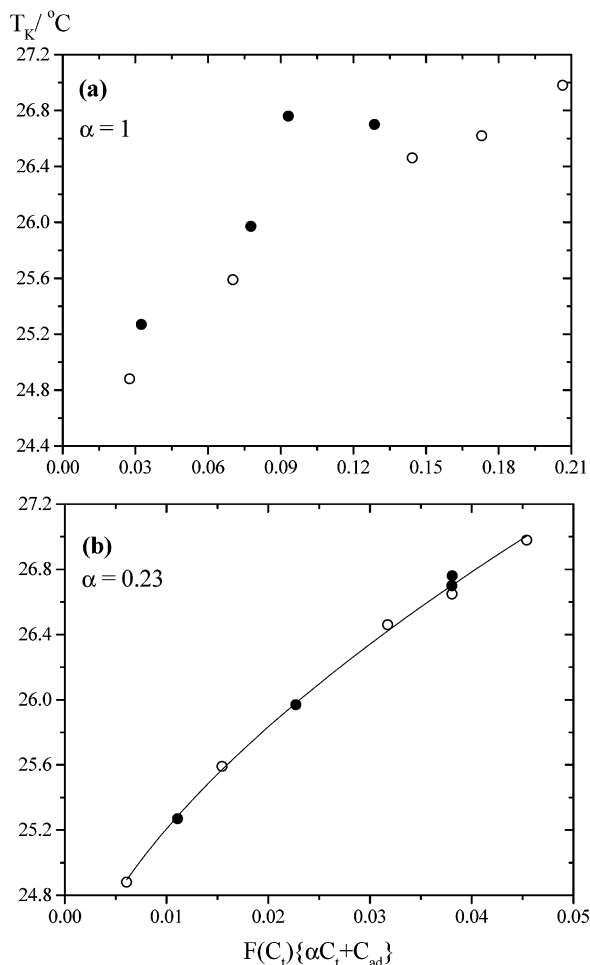 T_K/ °C
27.2
26.8
26.4
26.0
25.6
25.2
24.8
24.4
(a)
α = 1
0.00 0.03 0.06 0.09 0.12 0.15 0.18 0.21
27.2
26.8
26.4
26.0
25.6
25.2
24.8
(b)
α = 0.23
0.00 0.01 0.02 0.03 0.04 0.05
F(C_t){αC_t+C_ad}